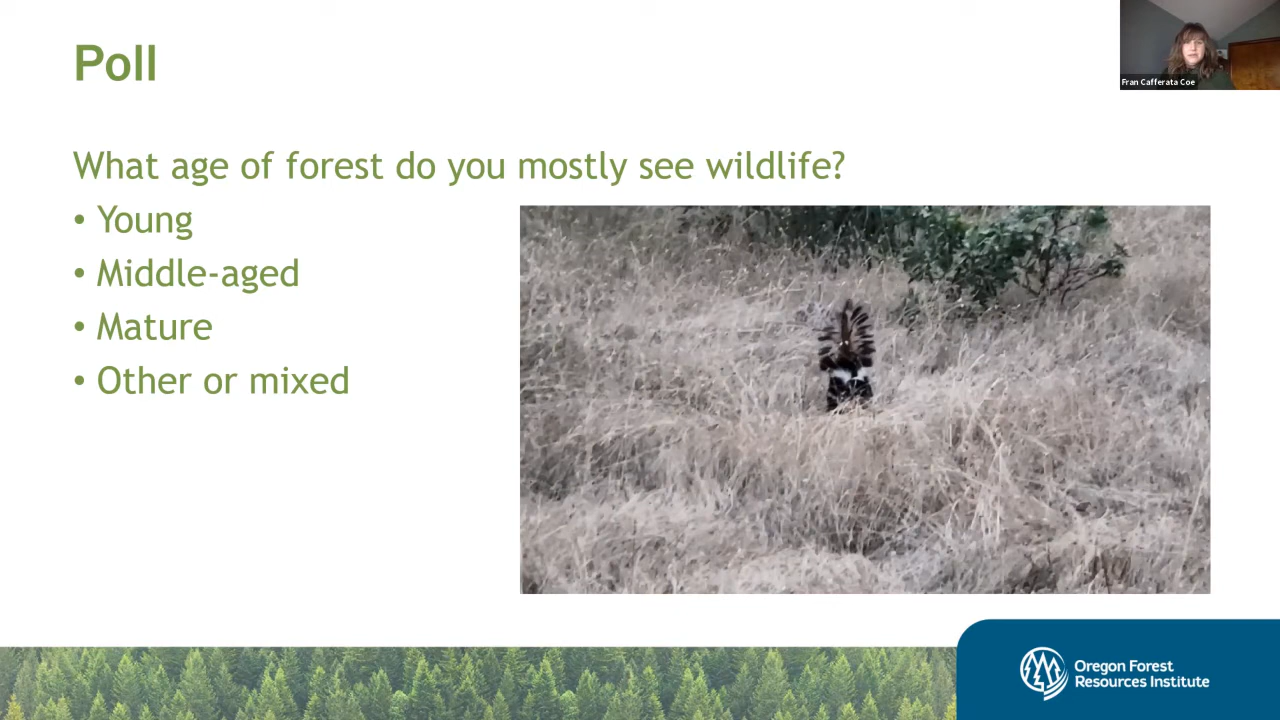 Poll
Fran Cafferata Coe
What age of forest do you mostly see wildlife?
• Young
• Middle-aged
• Mature
• Other or mixed
Oregon Forest
Resources Institute